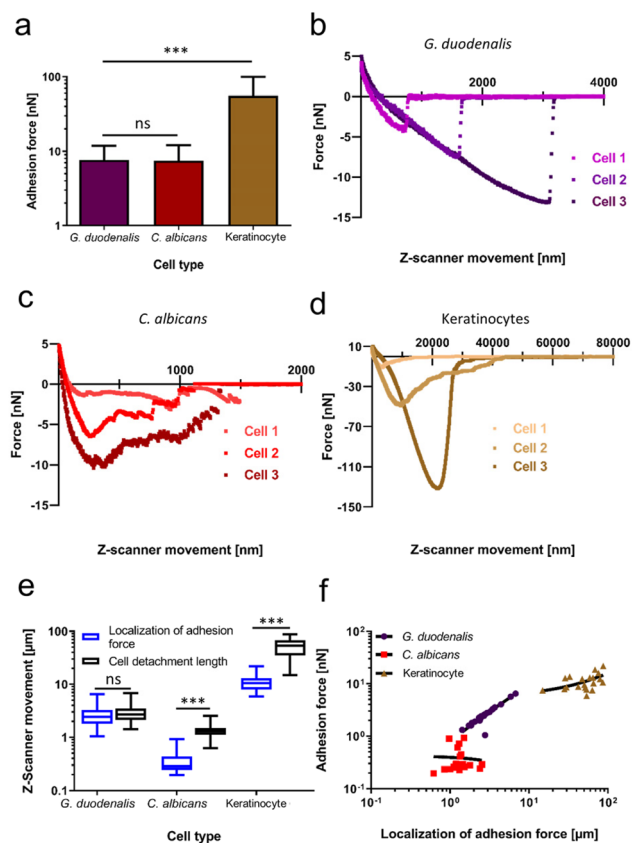 a
***
ns
100
10
1
Adhesion force [nN]
G. duodenalis
C. albicans
Keratinocyte
Cell type
b
G. duodenalis
5
0
-5
-10
-15
2000
4000
Force [nN]
Cell 1
Cell 2
Cell 3
Z-scanner movement [nm]
c
C. albicans
5
0
-5
-10
-15
1000
2000
Force [nN]
Cell 1
Cell 2
Cell 3
Z-scanner movement [nm]
d
Keratinocytes
10
-30
-70
-110
-150
20000
40000
60000
80000
Force [nN]
Cell 1
Cell 2
Cell 3
Z-scanner movement [nm]
e
Localization of adhesion
force
Cell detachment length
ns
***
***
100
10
1
0.1
Z-Scanner movement [µm]
G. duodenalis
C. albicans
Keratinocyte
Cell type
f
G. duodenalis
C. albicans
Keratinocyte
10²
10¹
10⁰
10⁻¹
Adhesion force [nN]
10⁻¹
10⁰
10¹
10²
Localization of adhesion force [µm]